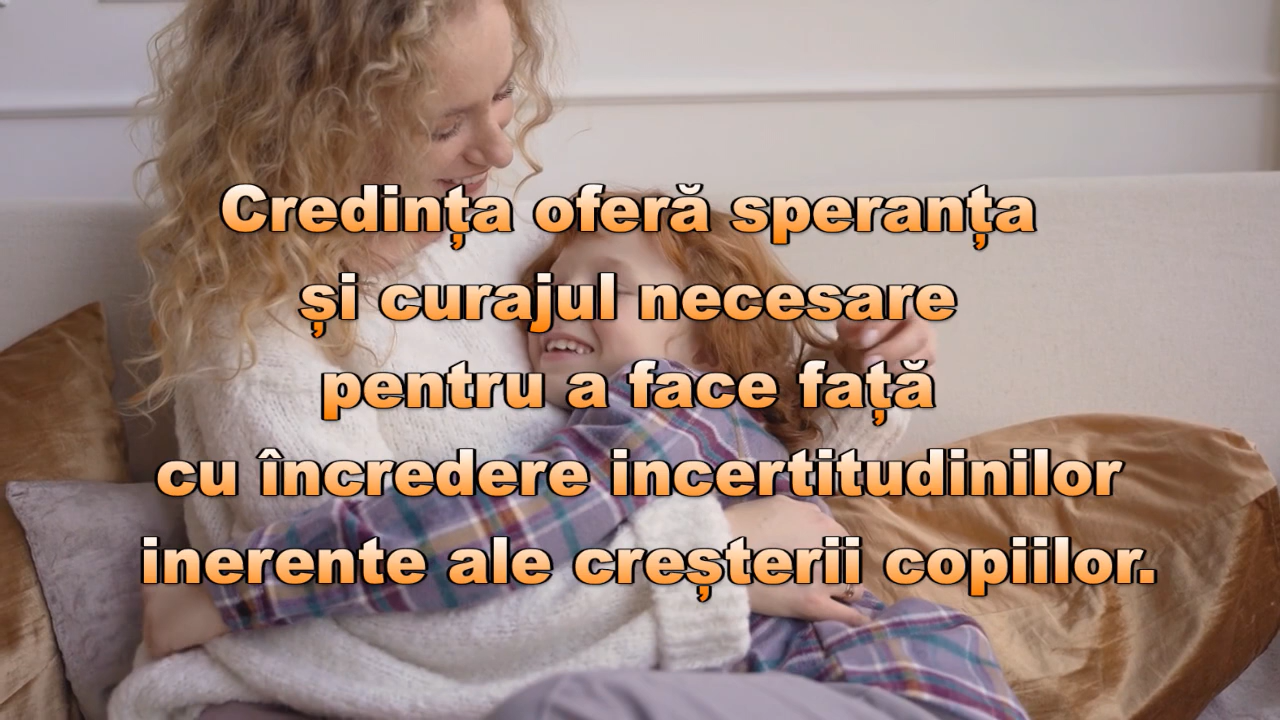 Credința oferă speranța
și curajul necesare
pentru a face față
cu încredere incertitudinilor
inerente ale creșterii copiilor.